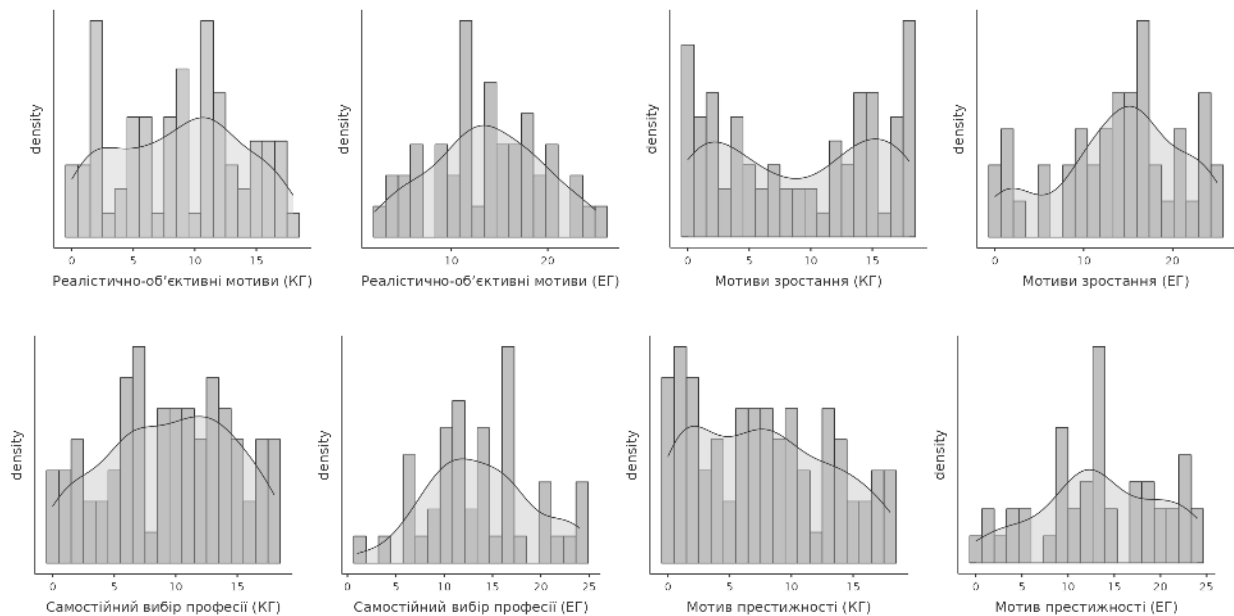 density
density
density
density
0 5 10 15
10 20
0 5 10 15
0 10 20
Реалістично-об‘єктивні мотиви (КГ)
Реалістично-об‘єктивні мотиви (ЕГ)
Мотиви зростання (КГ)
Мотиви зростання (ЕГ)
density
density
density
density
0 5 10 15
0 5 10 15 20 25
0 5 10 15
0 5 10 15 20 25
Самостійний вибір професії (КГ)
Самостійний вибір професії (ЕГ)
Мотив престижності (КГ)
Мотив престижності (ЕГ)